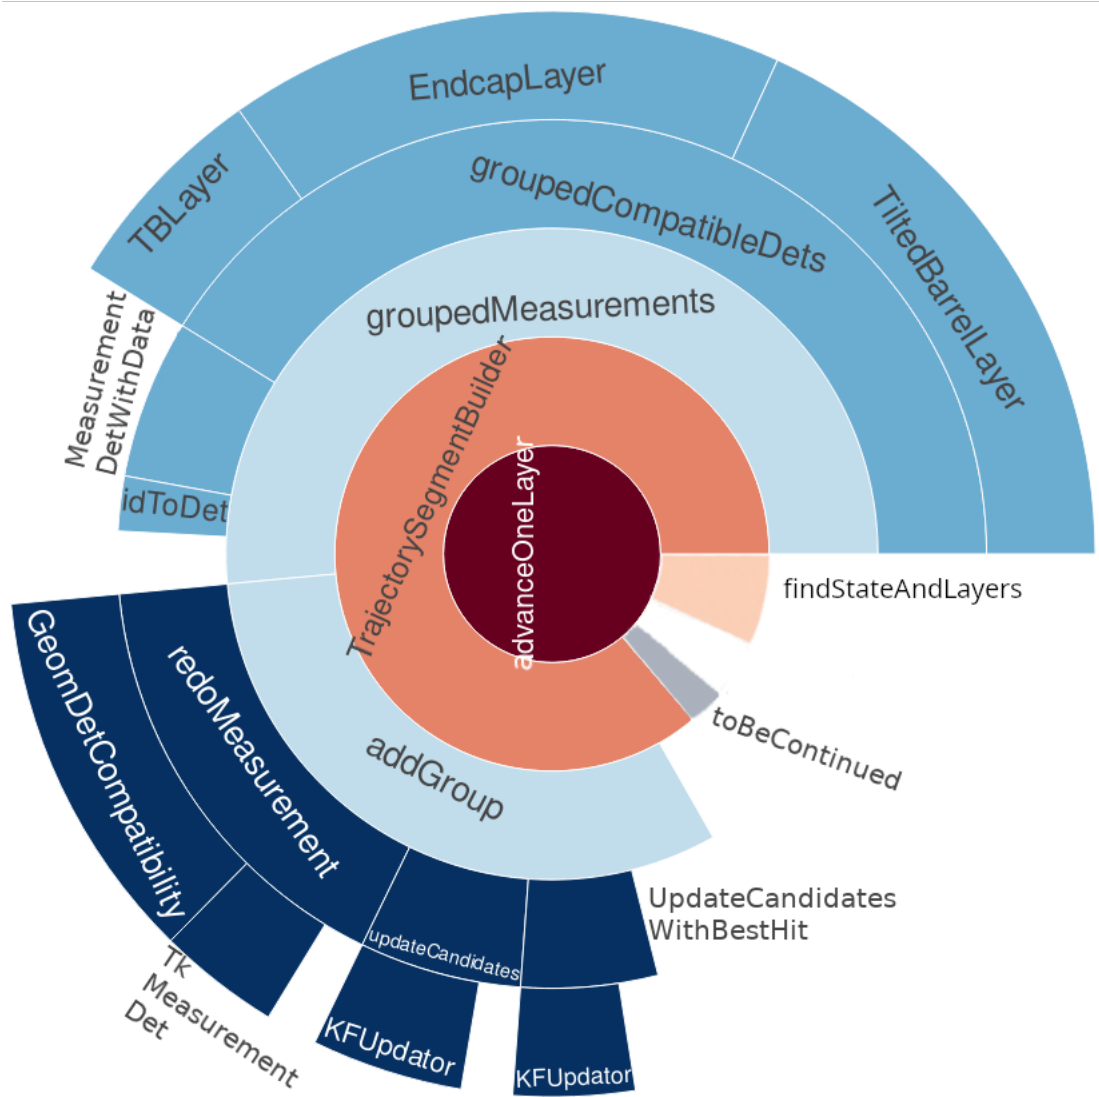 EndcapLayer
TBLayer
groupedCompatibleDets
TiltedBarrelLayer
groupedMeasurements
Measurement
DetWithData
TrajectorySegmentBuilder
idToDet
advanceOneLayer
findStateAndLayers
GeomDetCompatibility
redoMeasurement
toBeContinued
addGroup
UpdateCandidates
WithBestHit
updateCandidates
Tk
Measurement
Det
KFUpdator
KFUpdator